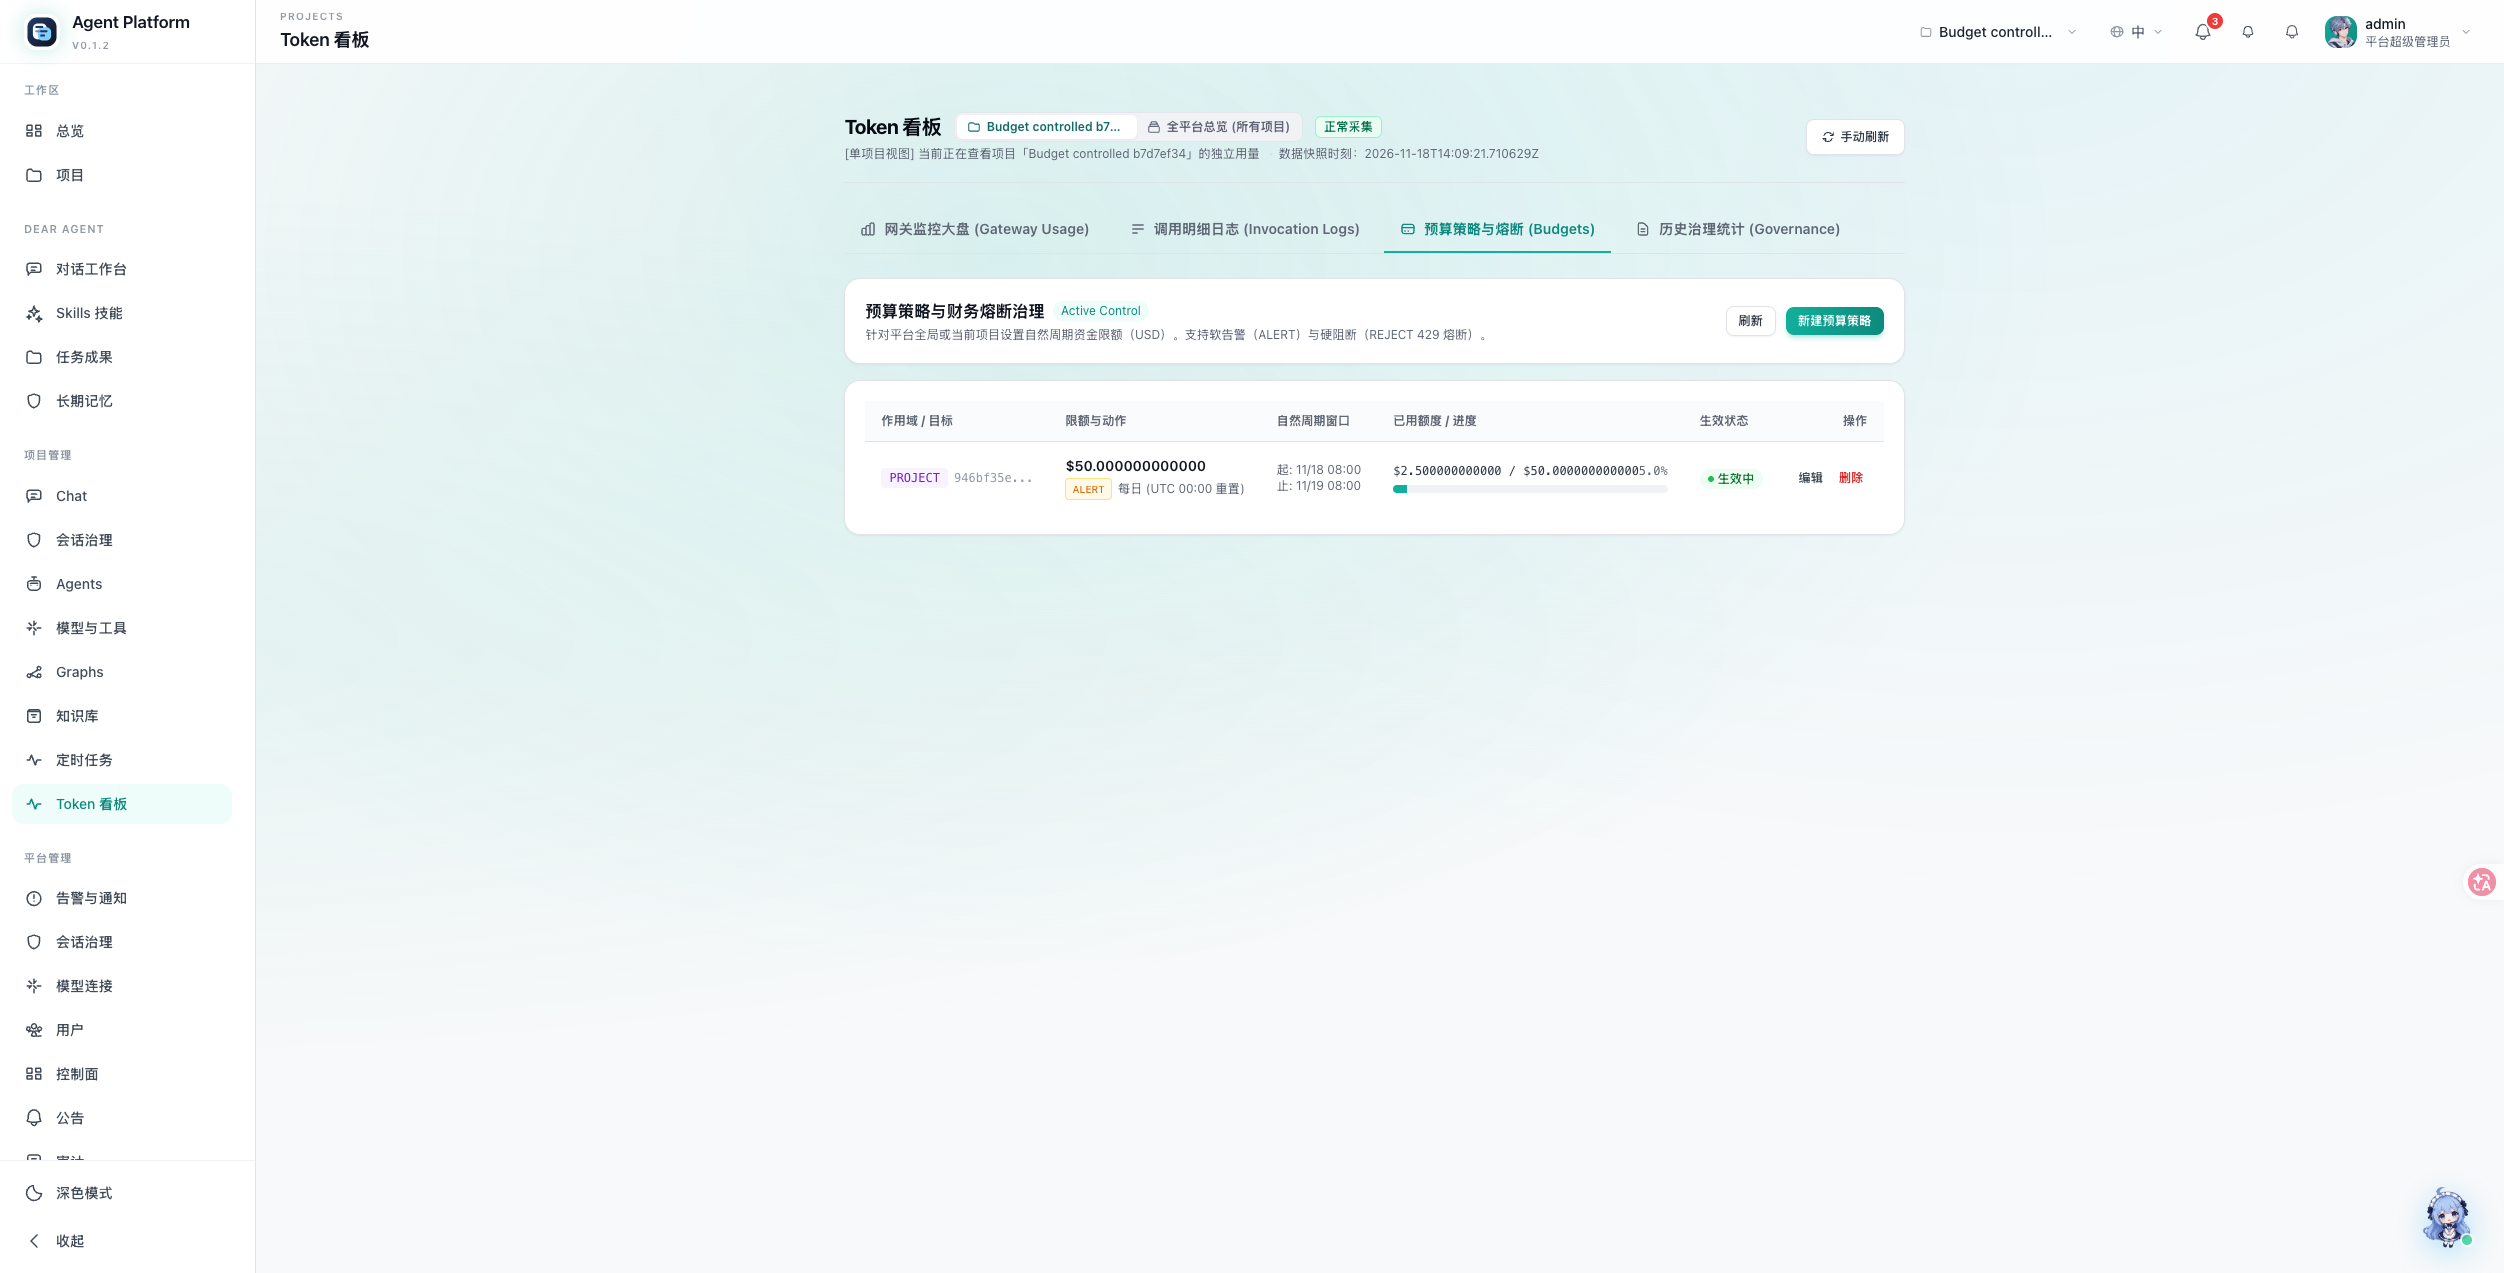 Agent Platform
V0.1.2
工作区
总览
项目
DEAR AGENT
对话工作台
Skills 技能
任务成果
长期记忆
项目管理
Chat
会话治理
Agents
模型与工具
Graphs
知识库
定时任务
Token 看板
平台管理
告警与通知
会话治理
模型连接
用户
控制面
公告
深色模式
收起
PROJECTS
Token 看板
Budget controll...
中
3
admin
平台超级管理员
Token 看板
Budget controlled b7...
全平台总览 (所有项目)
正常采集
[单项目视图] 当前正在查看项目「Budget controlled b7d7ef34」的独立用量 · 数据快照时刻：2026-11-18T14:09:21.710629Z
手动刷新
网关监控大盘 (Gateway Usage)
调用明细日志 (Invocation Logs)
预算策略与熔断 (Budgets)
历史治理统计 (Governance)
预算策略与财务熔断治理
Active Control
针对平台全局或当前项目设置自然周期资金限额（USD）。支持软告警（ALERT）与硬阻断（REJECT 429 熔断）。
刷新
新建预算策略
作用域 / 目标
限额与动作
自然周期窗口
已用额度 / 进度
生效状态
操作
PROJECT 946bf35e...
$50.000000000000
ALERT 每日 (UTC 00:00 重置)
起: 11/18 08:00
止: 11/19 08:00
$2.500000000000 / $50.0000000000005.0%
生效中
编辑
删除